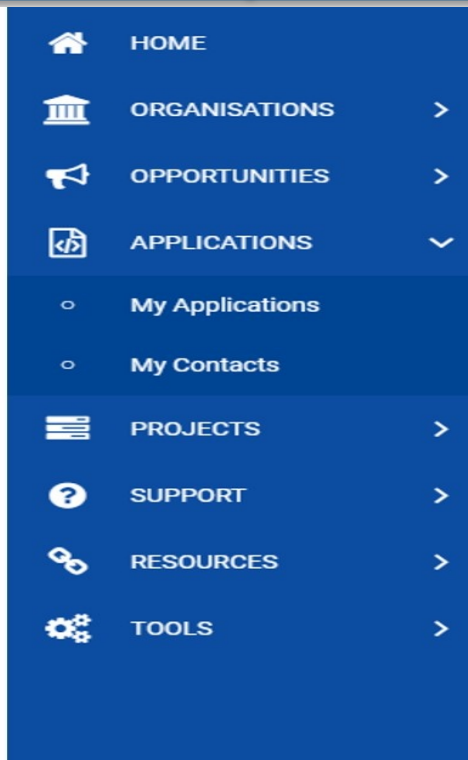 HOME
ORGANISATIONS
OPPORTUNITIES
APPLICATIONS
My Applications
My Contacts
PROJECTS
SUPPORT
RESOURCES
TOOLS